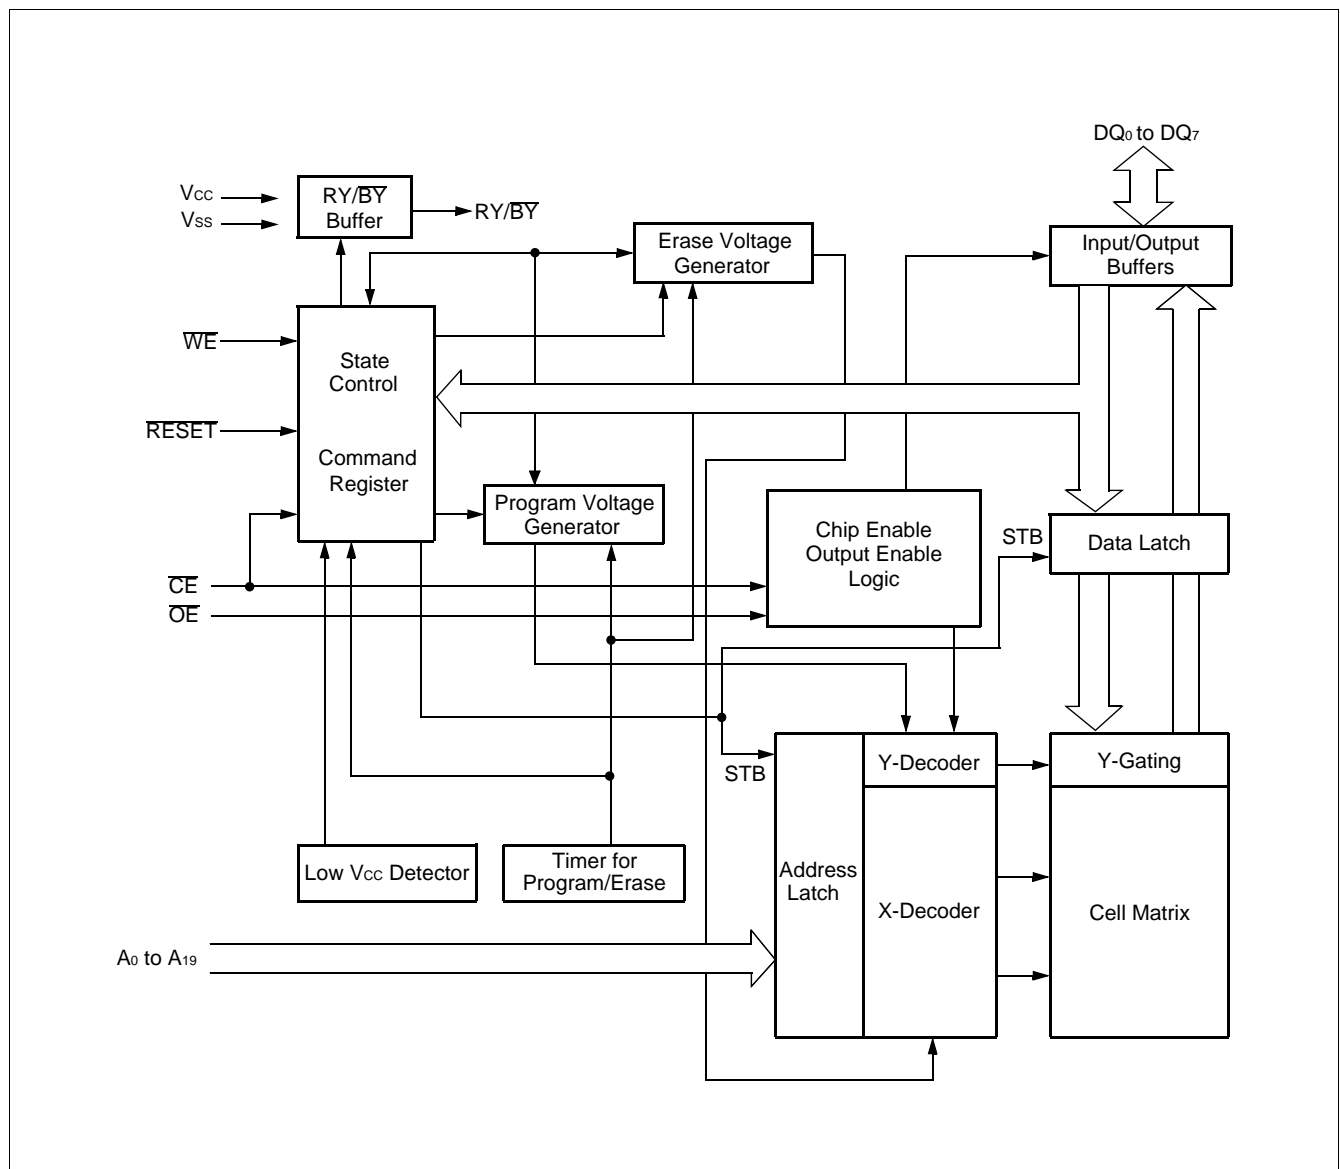 DQ0 to DQ7
VCC
VSS
RY/BY
Buffer
RY/BY
Erase Voltage
Generator
Input/Output
Buffers
WE
State
Control
RESET
Command
Register
Program Voltage
Generator
Chip Enable
Output Enable
Logic
STB
Data Latch
CE
OE
STB
Y-Decoder
Y-Gating
Low VCC Detector
Timer for
Program/Erase
Address
Latch
X-Decoder
Cell Matrix
A0 to A19